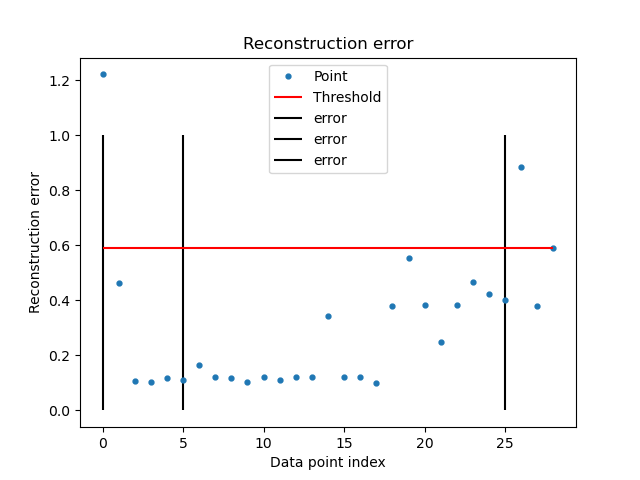 Reconstruction error
Point
Threshold
error
error
error
Reconstruction error
1.2
1.0
0.8
0.6
0.4
0.2
0.0
0
5
10
15
20
25
Data point index